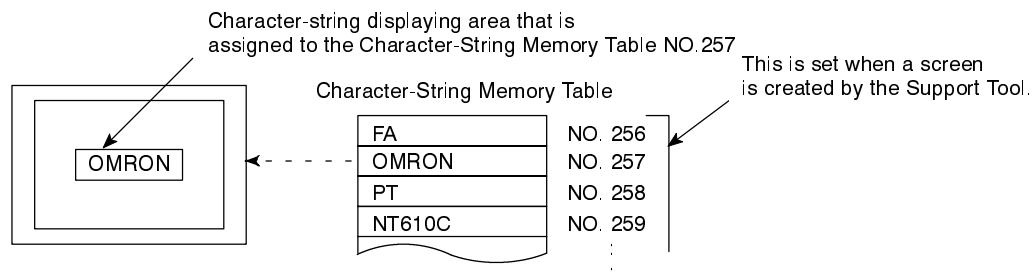 Character-string displaying area that is
assigned to the Character-String Memory Table NO.257
This is set when a screen
is created by the Support Tool.
Character-String Memory Table
OMRON
FA NO. 256
OMRON NO. 257
PT NO. 258
NT610C NO. 259